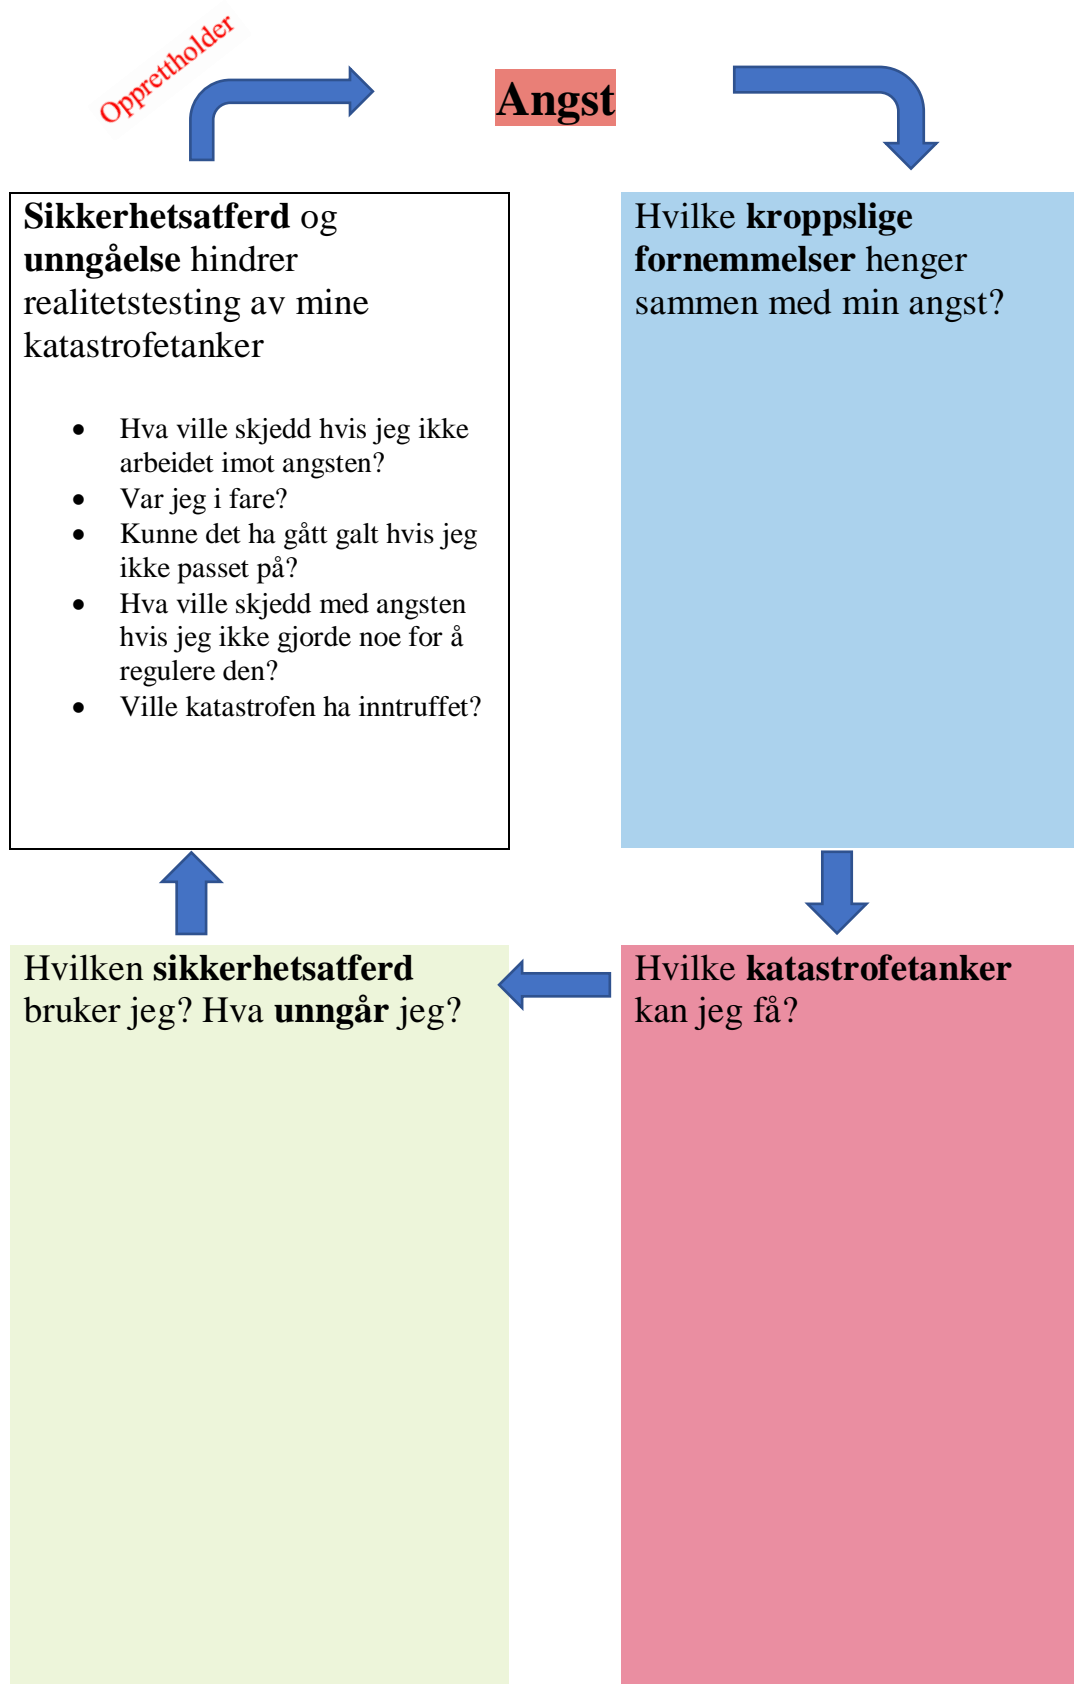 Opprettholder
Angst
Sikkerhetsatferd og
unngåelse hindrer
realitetstesting av mine
katastrofetanker
• Hva ville skjedd hvis jeg ikke
arbeidet imot angsten?
• Var jeg i fare?
• Kunne det ha gått galt hvis jeg
ikke passet på?
• Hva ville skjedd med angsten
hvis jeg ikke gjorde noe for å
regulere den?
• Ville katastrofen ha inntruffet?
Hvilke kroppslige
fornemmelser henger
sammen med min angst?
Hvilken sikkerhetsatferd
bruker jeg? Hva unngår jeg?
Hvilke katastrofetanker
kan jeg få?